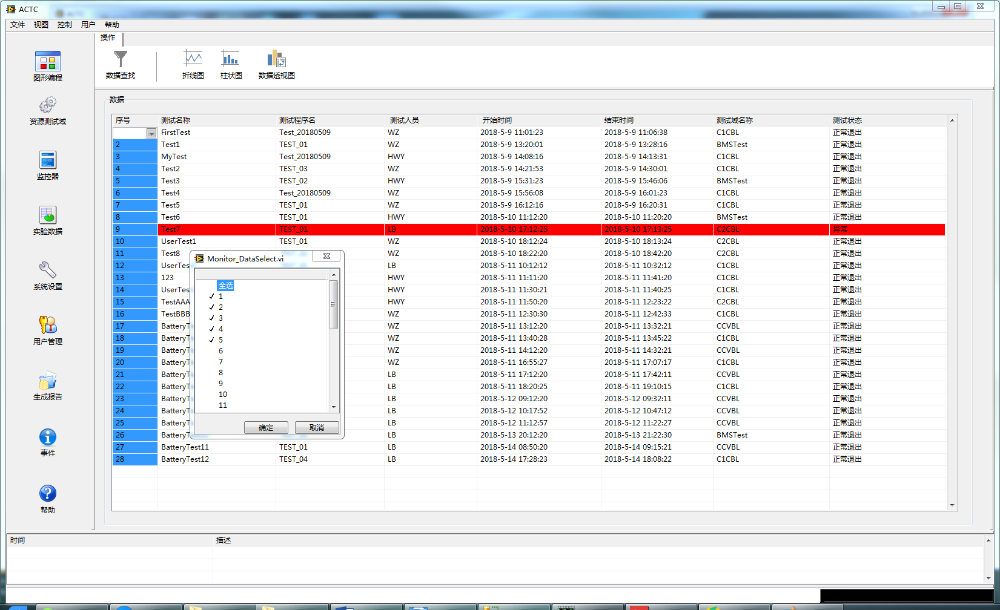 ACTC
文件 视图 控制 用户 帮助
操作
数据查找 折线图 柱状图 数据透视图
图形编程
资源测试域
监控器
实验数据
系统设置
用户管理
生成报告
事件
帮助
数据
序号 测试名称 测试程序名 测试人员 开始时间 结束时间 测试域名称 测试状态
FirstTest Test_20180509 WZ 2018-5-9 11:01:23 2018-5-9 11:06:38 C1CBL 正常退出
2 Test1 TEST_01 WZ 2018-5-9 13:20:01 2018-5-9 13:28:16 BMSTest 正常退出
3 MyTest Test_20180509 HWY 2018-5-9 14:08:16 2018-5-9 14:13:31 C1CBL 正常退出
4 Test2 TEST_03 WZ 2018-5-9 14:21:53 2018-5-9 14:30:01 C1CBL 正常退出
5 Test3 TEST_02 HWY 2018-5-9 15:31:23 2018-5-9 15:46:06 BMSTest 正常退出
6 Test4 Test_20180509 WZ 2018-5-9 15:56:08 2018-5-9 16:01:23 C1CBL 正常退出
7 Test5 TEST_01 WZ 2018-5-9 16:12:16 2018-5-9 16:20:31 C1CBL 正常退出
8 Test6 TEST_01 HWY 2018-5-10 11:12:20 2018-5-10 11:20:20 BMSTest 正常退出
9 Test7 TEST_01 LB 2018-5-10 17:12:25 2018-5-10 17:13:25 C2CBL 异常
10 UserTest1 TEST_01 WZ 2018-5-10 18:12:24 2018-5-10 18:13:24 C2CBL 正常退出
11 Test8 WZ 2018-5-10 18:22:20 2018-5-10 18:42:20 C2CBL 正常退出
12 UserTes LB 2018-5-11 10:12:12 2018-5-11 10:32:12 C1CBL 正常退出
13 123 HWY 2018-5-11 11:11:20 2018-5-11 11:41:20 C1CBL 正常退出
14 UserTes HWY 2018-5-11 11:30:21 2018-5-11 11:40:25 C1CBL 正常退出
15 TestAAA HWY 2018-5-11 11:50:20 2018-5-11 12:23:22 C2CBL 正常退出
16 TestBBB WZ 2018-5-11 12:30:30 2018-5-11 12:42:33 C1CBL 正常退出
17 BatteryT WZ 2018-5-11 13:12:20 2018-5-11 13:32:21 CCVBL 正常退出
18 BatteryT WZ 2018-5-11 13:40:28 2018-5-11 13:45:22 C1CBL 正常退出
19 BatteryT WZ 2018-5-11 14:12:20 2018-5-11 14:32:21 CCVBL 正常退出
20 BatteryT WZ 2018-5-11 16:55:27 2018-5-11 17:07:17 C1CBL 正常退出
21 BatteryT LB 2018-5-11 17:12:20 2018-5-11 17:42:11 CCVBL 正常退出
22 BatteryT LB 2018-5-11 18:20:25 2018-5-11 19:10:15 C1CBL 正常退出
23 BatteryT LB 2018-5-12 09:12:20 2018-5-12 09:32:11 CCVBL 正常退出
24 BatteryT LB 2018-5-12 10:17:52 2018-5-12 10:47:12 CCVBL 正常退出
25 BatteryT LB 2018-5-12 11:12:57 2018-5-12 11:22:27 CCVBL 正常退出
26 BatteryT LB 2018-5-13 20:12:20 2018-5-13 21:22:30 BMSTest 正常退出
27 BatteryTest11 TEST_01 LB 2018-5-14 08:50:20 2018-5-14 09:15:21 CCVBL 正常退出
28 BatteryTest12 TEST_04 LB 2018-5-14 17:28:23 2018-5-14 18:08:22 C1CBL 正常退出
Monitor_DataSelect.vi
全选
✓ 1
✓ 2
✓ 3
✓ 4
✓ 5
6
7
8
9
10
11
确定 取消
时间 描述